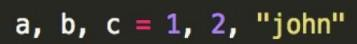 a, b, c = 1, 2, "john"